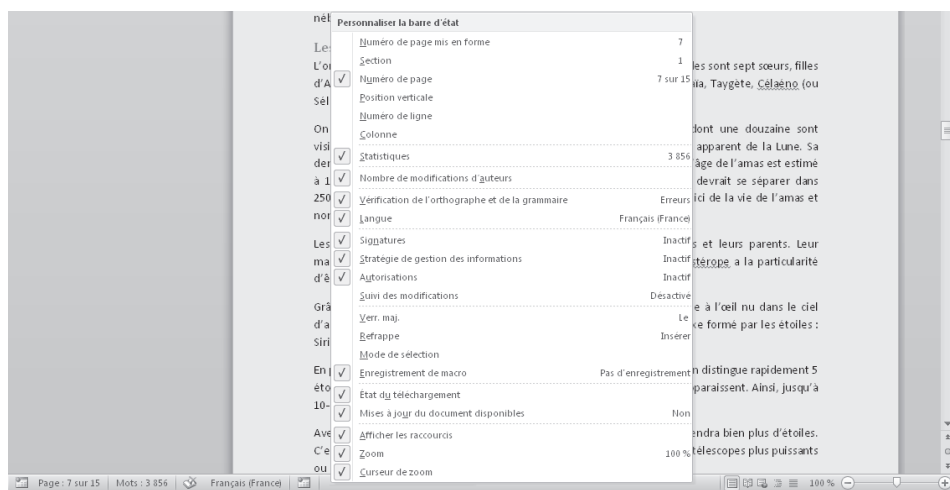 nél
Personnaliser la barre d'état
Numéro de page mis en forme 7
Section 1
Numéro de page 7 sur 15
Position verticale
Numéro de ligne
Colonne
Statistiques 3 856
Nombre de modifications d'auteurs
Vérification de l'orthographe et de la grammaire Erreurs
Langue Français (France)
Signatures Inactif
Stratégie de gestion des informations Inactif
Autorisations Inactif
Suivi des modifications Désactivé
Verr. maj. Le
Refrappe Insérer
Mode de sélection
Enregistrement de macro Pas d'enregistrement
État du téléchargement
Mises à jour du document disponibles Non
Afficher les raccourcis
Zoom 100 %
Curseur de zoom
Les
L'o les sont sept sœurs, filles
d'A ïa, Taygète, Célaéno (ou
Sél
On dont une douzaine sont
visi apparent de la Lune. Sa
der âge de l'amas est estimé
à 1 devrait se séparer dans
250 ici de la vie de l'amas et
nor
Les s et leurs parents. Leur
ma stérope a la particularité
d'ê
Grâ e à l'œil nu dans le ciel
d'a xe formé par les étoiles :
Siri
En n distingue rapidement 5
éto paraissent. Ainsi, jusqu'à
10-
Ave endra bien plus d'étoiles.
C'e télescopes plus puissants
ou
Page : 7 sur 15 Mots : 3 856 Français (France) 100 %